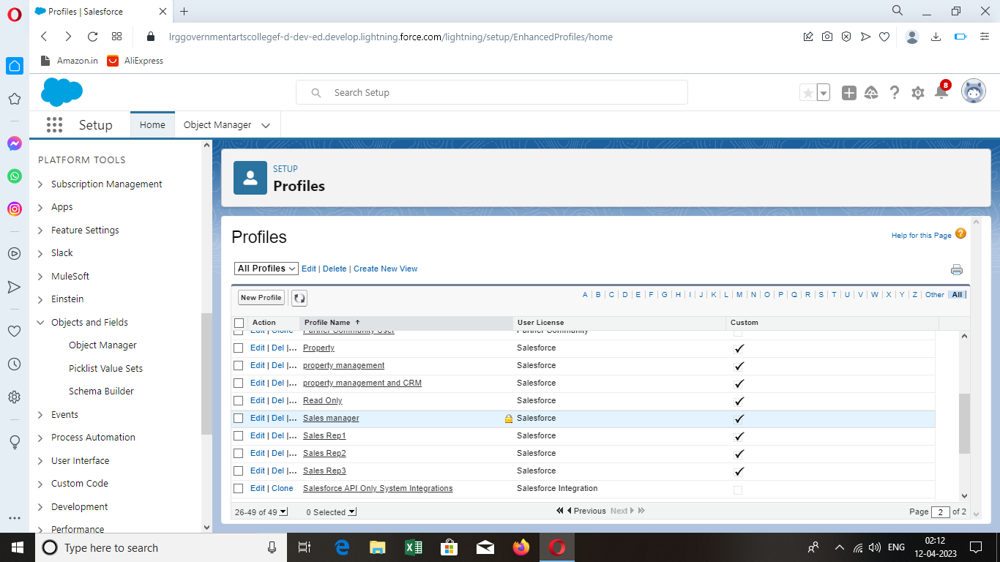 Profiles | Salesforce
lrggovernmentartscollegef-d-dev-ed.develop.lightning.force.com/lightning/setup/EnhancedProfiles/home
Amazon.in AliExpress
Search Setup
8
Setup Home Object Manager
PLATFORM TOOLS
Subscription Management
Apps
Feature Settings
Slack
MuleSoft
Einstein
Objects and Fields
Object Manager
Picklist Value Sets
Schema Builder
Events
Process Automation
User Interface
Custom Code
Development
Performance
SETUP
Profiles
Profiles
Help for this Page ?
All Profiles Edit | Delete | Create New View
New Profile
A | B | C | D | E | F | G | H | I | J | K | L | M | N | O | P | Q | R | S | T | U | V | W | X | Y | Z | Other | All
Action Profile Name User License Custom
Edit | Clone Partner Community User Partner Community
Edit | Del |... Property Salesforce
Edit | Del |... property management Salesforce
Edit | Del |... property management and CRM Salesforce
Edit | Del |... Read Only Salesforce
Edit | Del |... Sales manager Salesforce
Edit | Del |... Sales Rep1 Salesforce
Edit | Del |... Sales Rep2 Salesforce
Edit | Del |... Sales Rep3 Salesforce
Edit | Clone Salesforce API Only System Integrations Salesforce Integration
26-49 of 49 0 Selected Previous Next Page 2 of 2
Type here to search
ENG
02:12
12-04-2023